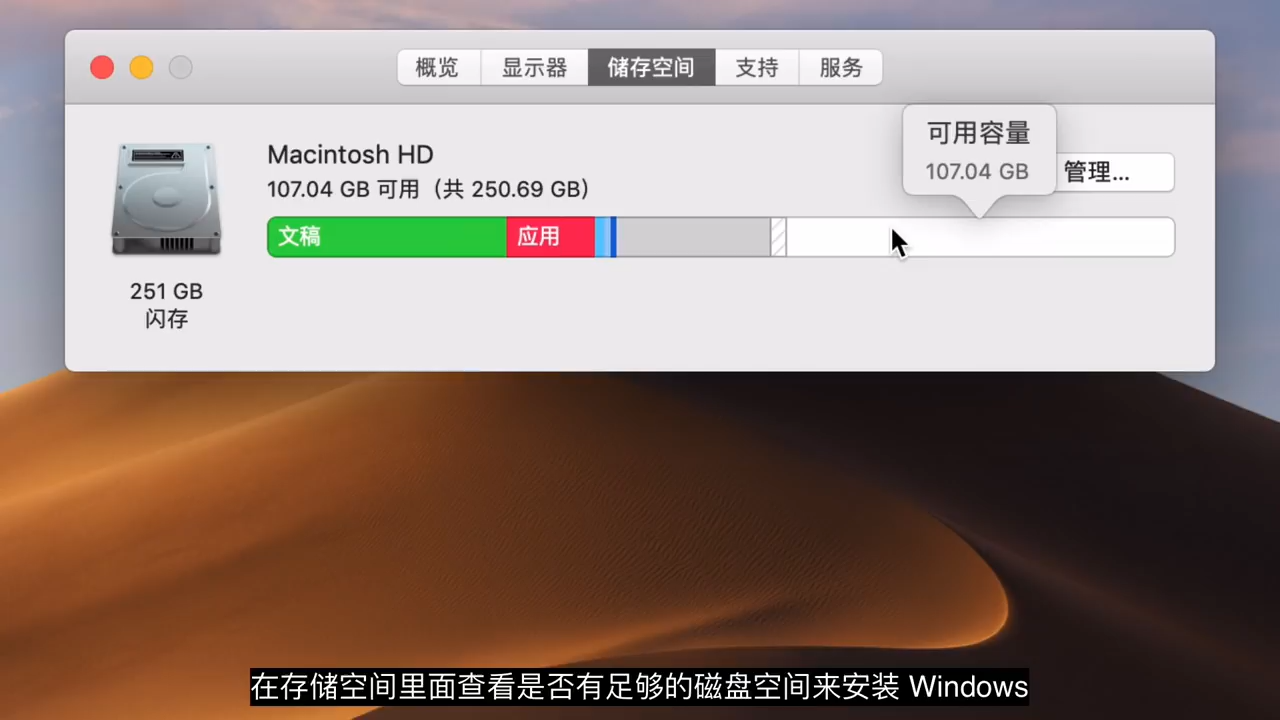 概览 显示器 储存空间 支持 服务
可用容量
107.04 GB
Macintosh HD
107.04 GB 可用（共 250.69 GB）
管理...
文稿 应用
251 GB
闪存
在存储空间里面查看是否有足够的磁盘空间来安装 Windows